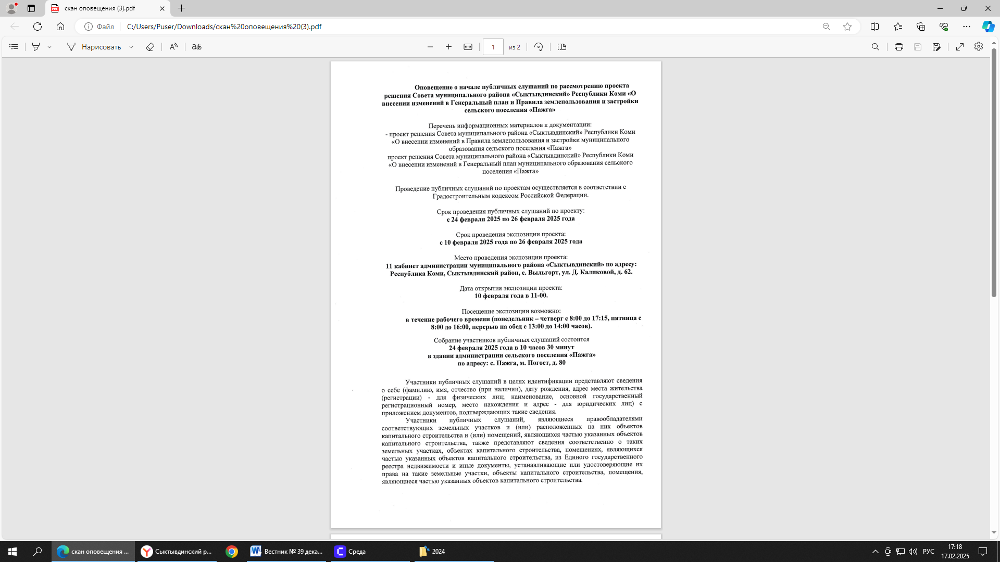 скан оповещения (3).pdf
Файл
C:/Users/Puser/Downloads/скан%20оповещения%20(3).pdf
Нарисовать
1
из 2
Оповещение о начале публичных слушаний по рассмотрению проекта
решения Совета муниципального района «Сыктывдинский» Республики Коми «О
внесении изменений в Генеральный план и Правила землепользования и застройки
сельского поселения «Пажга»
Перечень информационных материалов к документации:
- проект решения Совета муниципального района «Сыктывдинский» Республики Коми
«О внесении изменений в Правила землепользования и застройки муниципального
образования сельского поселения «Пажга»
проект решения Совета муниципального района «Сыктывдинский» Республики Коми
«О внесении изменений в Генеральный план муниципального образования сельского
поселения «Пажга»
Проведение публичных слушаний по проектам осуществляется в соответствии с
Градостроительным кодексом Российской Федерации.
Срок проведения публичных слушаний по проекту:
с 24 февраля 2025 по 26 февраля 2025 года
Срок проведения экспозиции проекта:
с 10 февраля 2025 года по 26 февраля 2025 года
Место проведения экспозиции проекта:
11 кабинет администрации муниципального района «Сыктывдинский» по адресу:
Республика Коми, Сыктывдинский район, с. Выльгорт, ул. Д. Каликовой, д. 62.
Дата открытия экспозиции проекта:
10 февраля года в 11-00.
Посещение экспозиции возможно:
в течение рабочего времени (понедельник – четверг с 8:00 до 17:15, пятница с
8:00 до 16:00, перерыв на обед с 13:00 до 14:00 часов).
Собрание участников публичных слушаний состоится
24 февраля 2025 года в 10 часов 30 минут
в здании администрации сельского поселения «Пажга»
по адресу: с. Пажга, м. Погост, д. 80
Участники публичных слушаний в целях идентификации представляют сведения
о себе (фамилию, имя, отчество (при наличии), дату рождения, адрес места жительства
(регистрации) - для физических лиц; наименование, основной государственный
регистрационный номер, место нахождения и адрес - для юридических лиц) с
приложением документов, подтверждающих такие сведения.
Участники публичных слушаний, являющиеся правообладателями
соответствующих земельных участков и (или) расположенных на них объектов
капитального строительства и (или) помещений, являющихся частью указанных объектов
капитального строительства, также представляют сведения соответственно о таких
земельных участках, объектах капитального строительства, помещениях, являющихся
частью указанных объектов капитального строительства, из Единого государственного
реестра недвижимости и иные документы, устанавливающие или удостоверяющие их
права на такие земельные участки, объекты капитального строительства, помещения,
являющиеся частью указанных объектов капитального строительства.
скан оповещения ...
Сыктывдинский р...
Вестник № 39 дека...
Среда
2024
РУС
17:18
17.02.2025